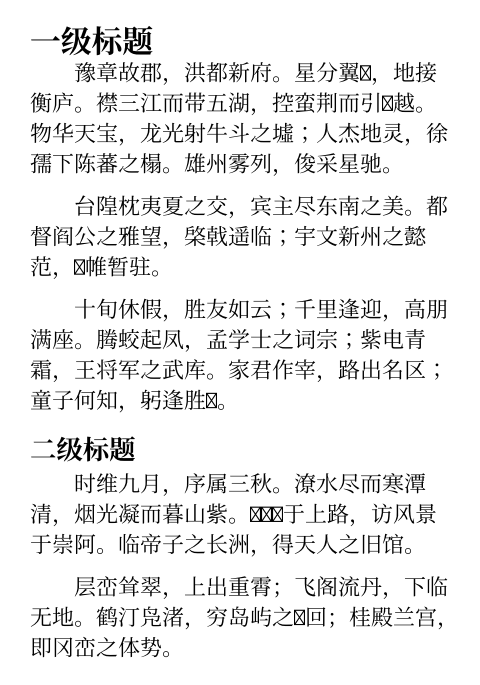 一级标题
豫章故郡，洪都新府。星分翼，地接
衡庐。襟三江而带五湖，控蛮荆而引越。
物华天宝，龙光射牛斗之墟；人杰地灵，徐
孺下陈蕃之榻。雄州雾列，俊采星驰。
台隍枕夷夏之交，宾主尽东南之美。都
督阎公之雅望，棨戟遥临；宇文新州之懿
范，帷暂驻。
十旬休假，胜友如云；千里逢迎，高朋
满座。腾蛟起凤，孟学士之词宗；紫电青
霜，王将军之武库。家君作宰，路出名区；
童子何知，躬逢胜。
二级标题
时维九月，序属三秋。潦水尽而寒潭
清，烟光凝而暮山紫。于上路，访风景
于崇阿。临帝子之长洲，得天人之旧馆。
层峦耸翠，上出重霄；飞阁流丹，下临
无地。鹤汀凫渚，穷岛屿之回；桂殿兰宫，
即冈峦之体势。